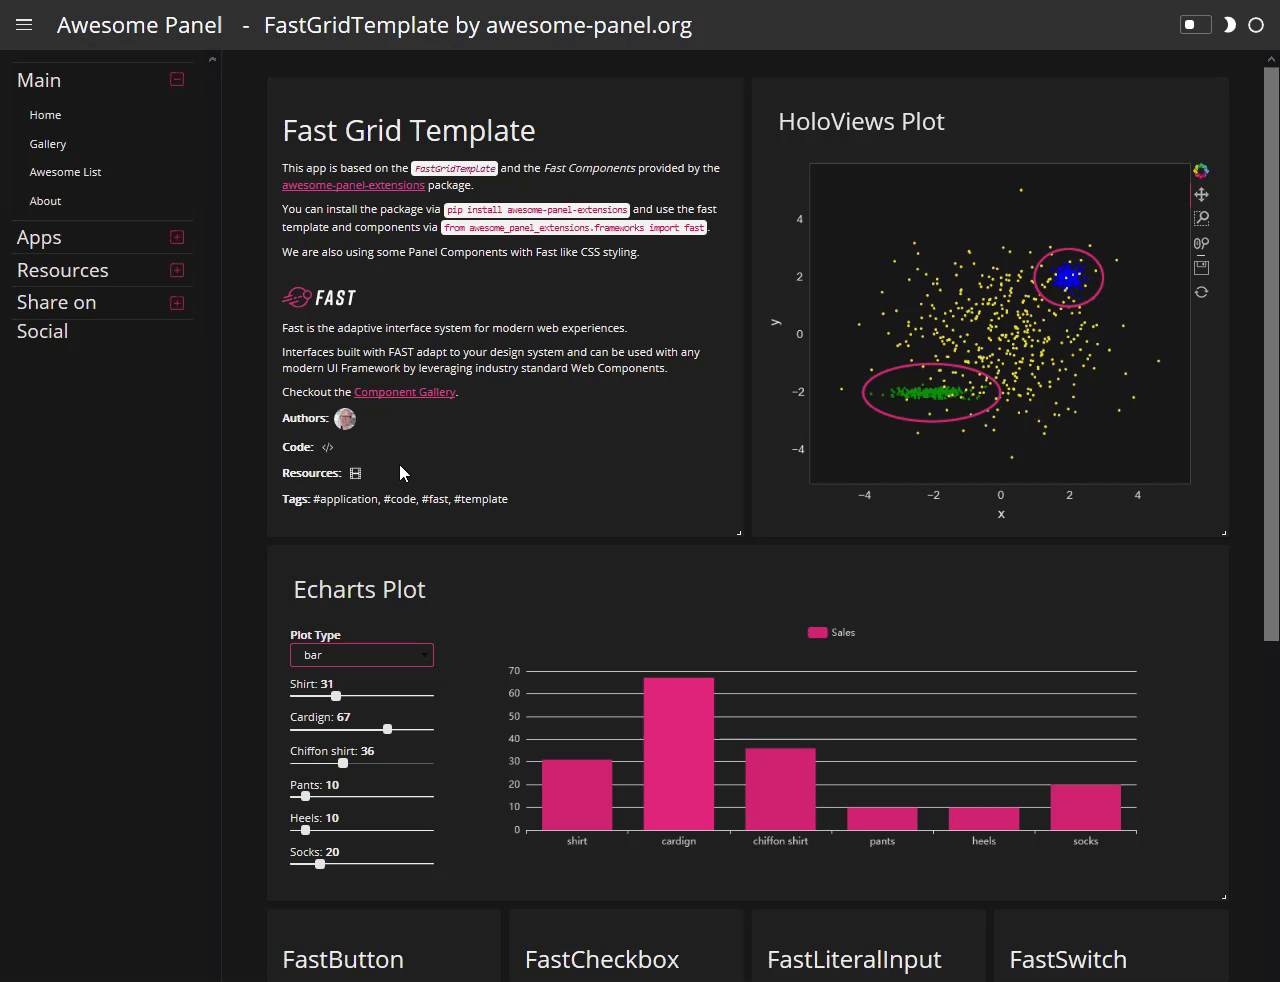 Awesome Panel - FastGridTemplate by awesome-panel.org
Main
Home
Gallery
Awesome List
About
Apps
Resources
Share on
Social
Fast Grid Template
This app is based on the FastGridTemplate and the Fast Components provided by the
awesome-panel-extensions package.
You can install the package via pip install awesome-panel-extensions and use the fast
template and components via from awesome_panel_extensions.frameworks import fast.
We are also using some Panel Components with Fast like CSS styling.
FAST
Fast is the adaptive interface system for modern web experiences.
Interfaces built with FAST adapt to your design system and can be used with any
modern UI Framework by leveraging industry standard Web Components.
Checkout the Component Gallery.
Authors:
Code:
Resources:
Tags: #application, #code, #fast, #template
HoloViews Plot
4
2
0
−2
−4
y
−4 −2 0 2 4
x
Echarts Plot
Plot Type
bar
Shirt: 31
Cardign: 67
Chiffon shirt: 36
Pants: 10
Heels: 10
Socks: 20
Sales
70
60
50
40
30
20
10
0
shirt cardign chiffon shirt pants heels socks
FastButton
FastCheckbox
FastLiteralInput
FastSwitch